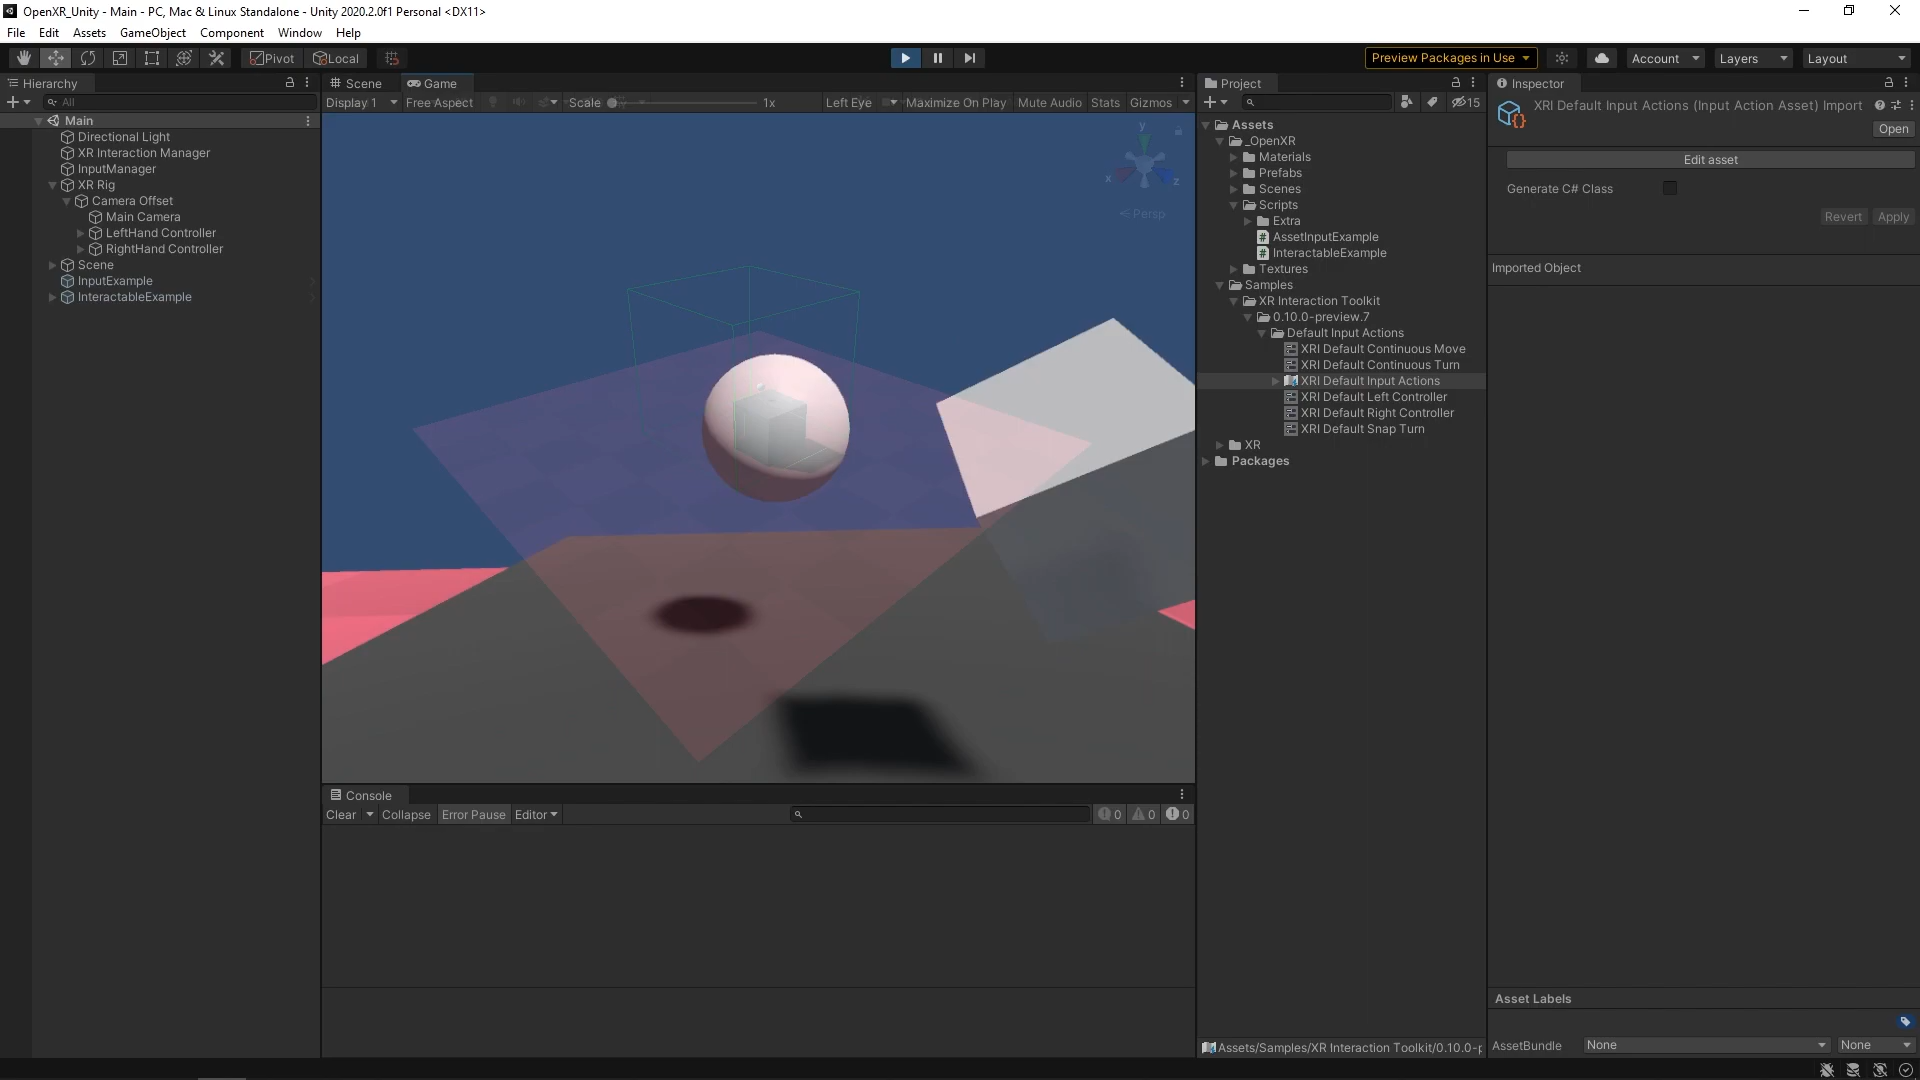 OpenXR_Unity - Main - PC, Mac & Linux Standalone - Unity 2020.2.0f1 Personal <DX11>
File Edit Assets GameObject Component Window Help
Pivot Local Preview Packages in Use Account Layers Layout
Hierarchy
All
Main
Directional Light
XR Interaction Manager
InputManager
XR Rig
Camera Offset
Main Camera
LeftHand Controller
RightHand Controller
Scene
InputExample
InteractableExample
Scene Game
Display 1 Free Aspect Scale 1x Left Eye Maximize On Play Mute Audio Stats Gizmos
y
x z
Persp
Console
Clear Collapse Error Pause Editor 0 0 0
Project
15
Assets
_OpenXR
Materials
Prefabs
Scenes
Scripts
Extra
AssetInputExample
InteractableExample
Textures
Samples
XR Interaction Toolkit
0.10.0-preview.7
Default Input Actions
XRI Default Continuous Move
XRI Default Continuous Turn
XRI Default Input Actions
XRI Default Left Controller
XRI Default Right Controller
XRI Default Snap Turn
XR
Packages
Assets/Samples/XR Interaction Toolkit/0.10.0-p
Inspector
XRI Default Input Actions (Input Action Asset) Import
Open
Edit asset
Generate C# Class
Revert Apply
Imported Object
Asset Labels
AssetBundle None None